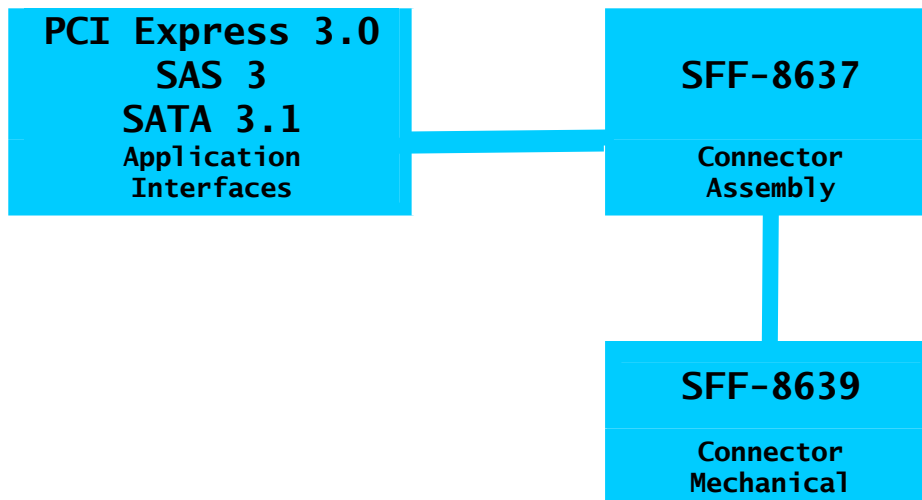 PCI Express 3.0
SAS 3
SATA 3.1
Application
Interfaces
SFF-8637
Connector
Assembly
SFF-8639
Connector
Mechanical